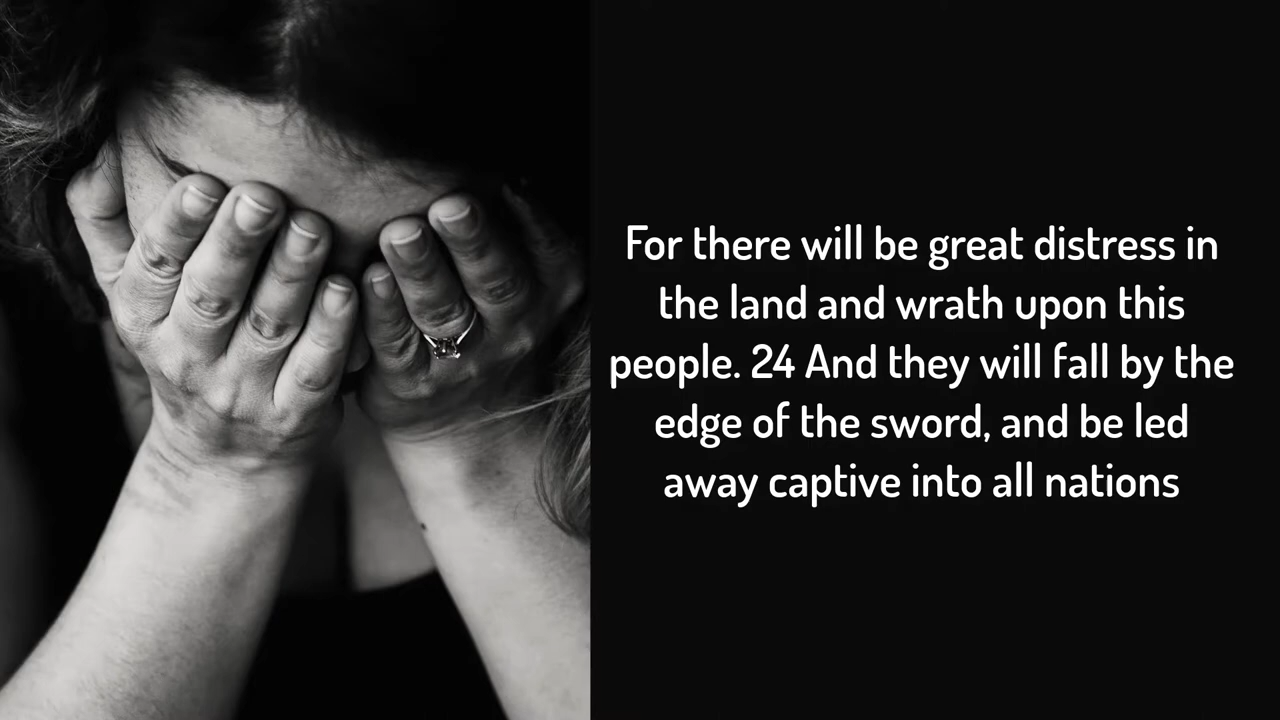 For there will be great distress in
the land and wrath upon this
people. 24 And they will fall by the
edge of the sword, and be led
away captive into all nations